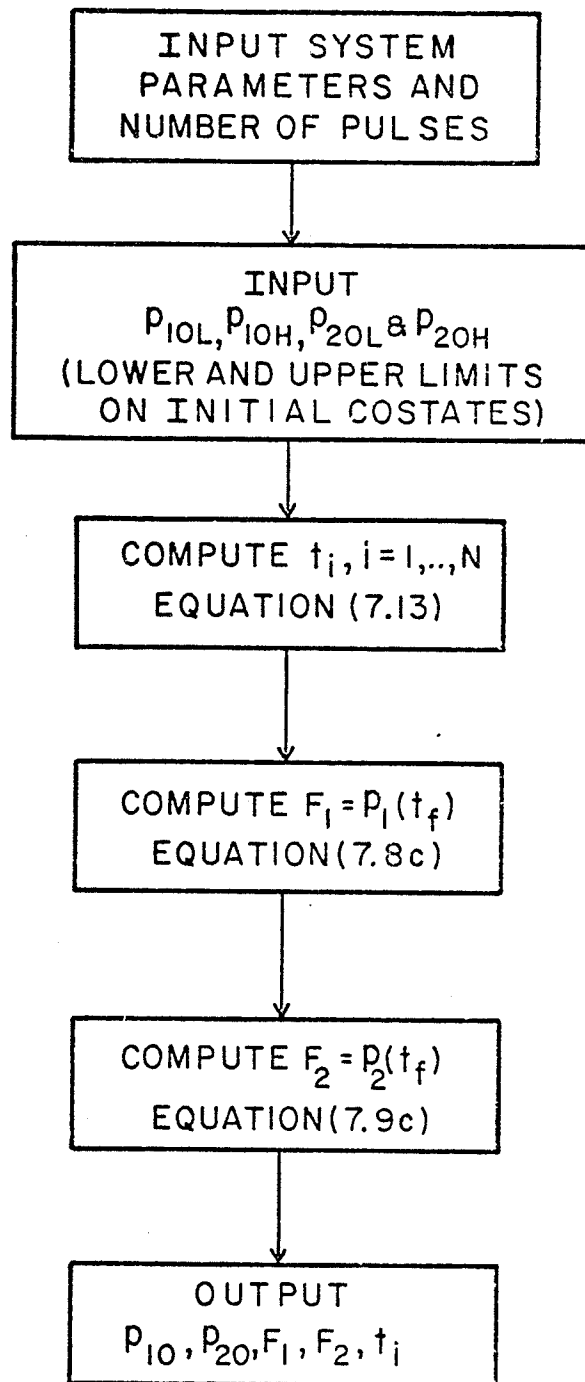 INPUT SYSTEM
PARAMETERS AND
NUMBER OF PULSES
INPUT
P10L, P10H, P20L & P20H
(LOWER AND UPPER LIMITS
ON INITIAL COSTATES)
COMPUTE ti, i = 1,..,N
EQUATION (7.13)
COMPUTE F1 = P1(tf)
EQUATION (7.8c)
COMPUTE F2 = P2(tf)
EQUATION (7.9c)
OUTPUT
P10, P20, F1, F2, ti